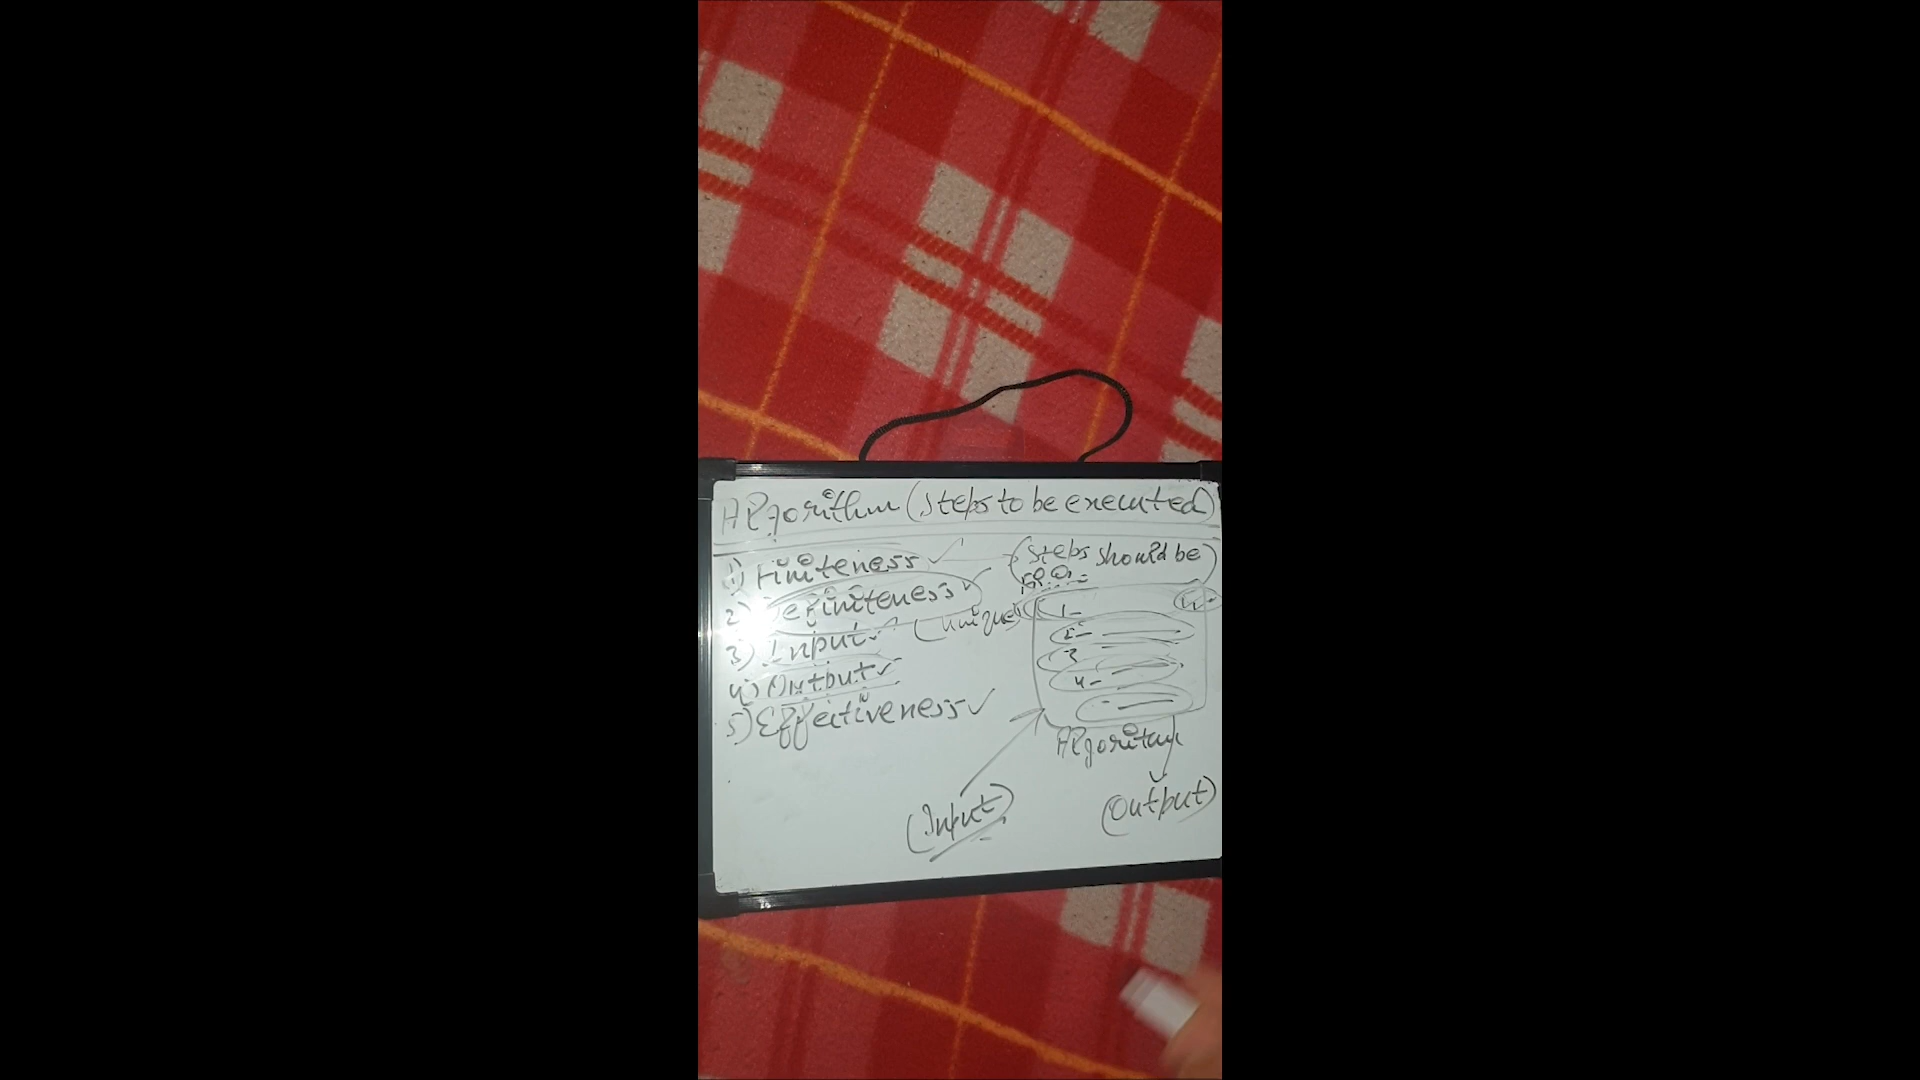 Algorithm (steps to be executed)
1) Finiteness ✓
2) Definiteness ✓
3) Input ✓
4) Output ✓
5) Effectiveness ✓
(steps should be)
(unique)
1-
2-
3
4-
Algorithm
(Input)
(Output)